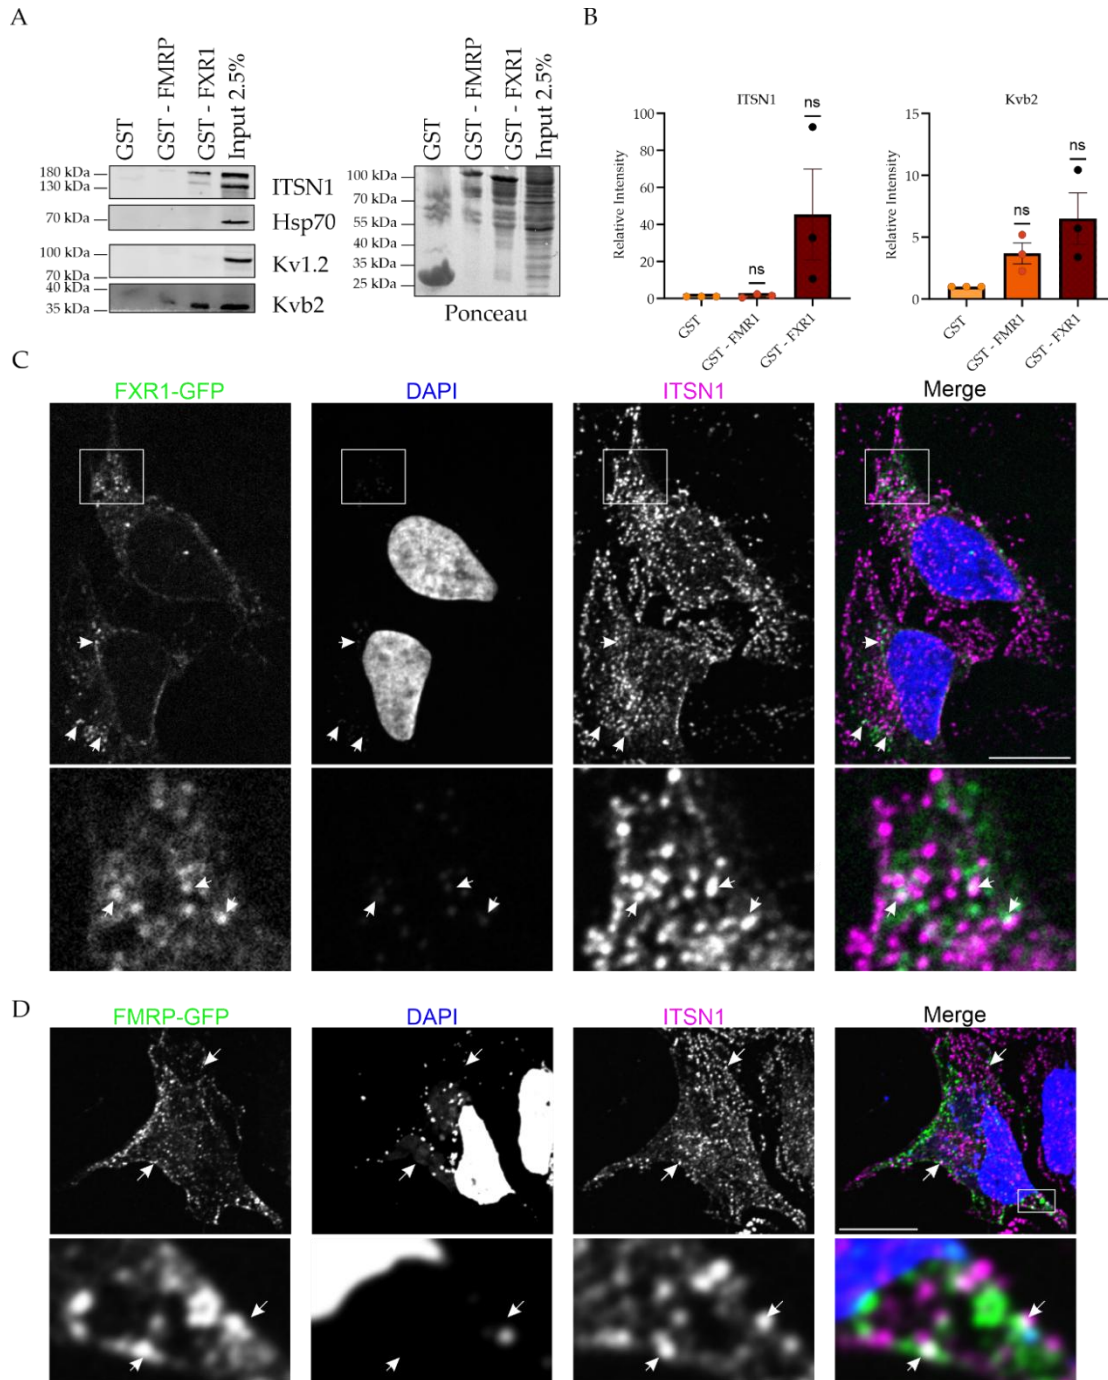 A
GST
GST - FMRP
GST - FXR1
Input 2.5%
180 kDa
130 kDa
ITSN1
70 kDa
Hsp70
100 kDa
70 kDa
Kv1.2
40 kDa
35 kDa
Kvb2
GST
GST - FMRP
GST - FXR1
Input 2.5%
100 kDa
70 kDa
55 kDa
40 kDa
35 kDa
25 kDa
Ponceau
B
ITSN1
Relative Intensity
100
80
60
40
20
0
ns
ns
GST
GST - FMR1
GST - FXR1
Kvb2
Relative Intensity
15
10
5
0
ns
ns
GST
GST - FMR1
GST - FXR1
C
FXR1-GFP
DAPI
ITSN1
Merge
D
FMRP-GFP
DAPI
ITSN1
Merge